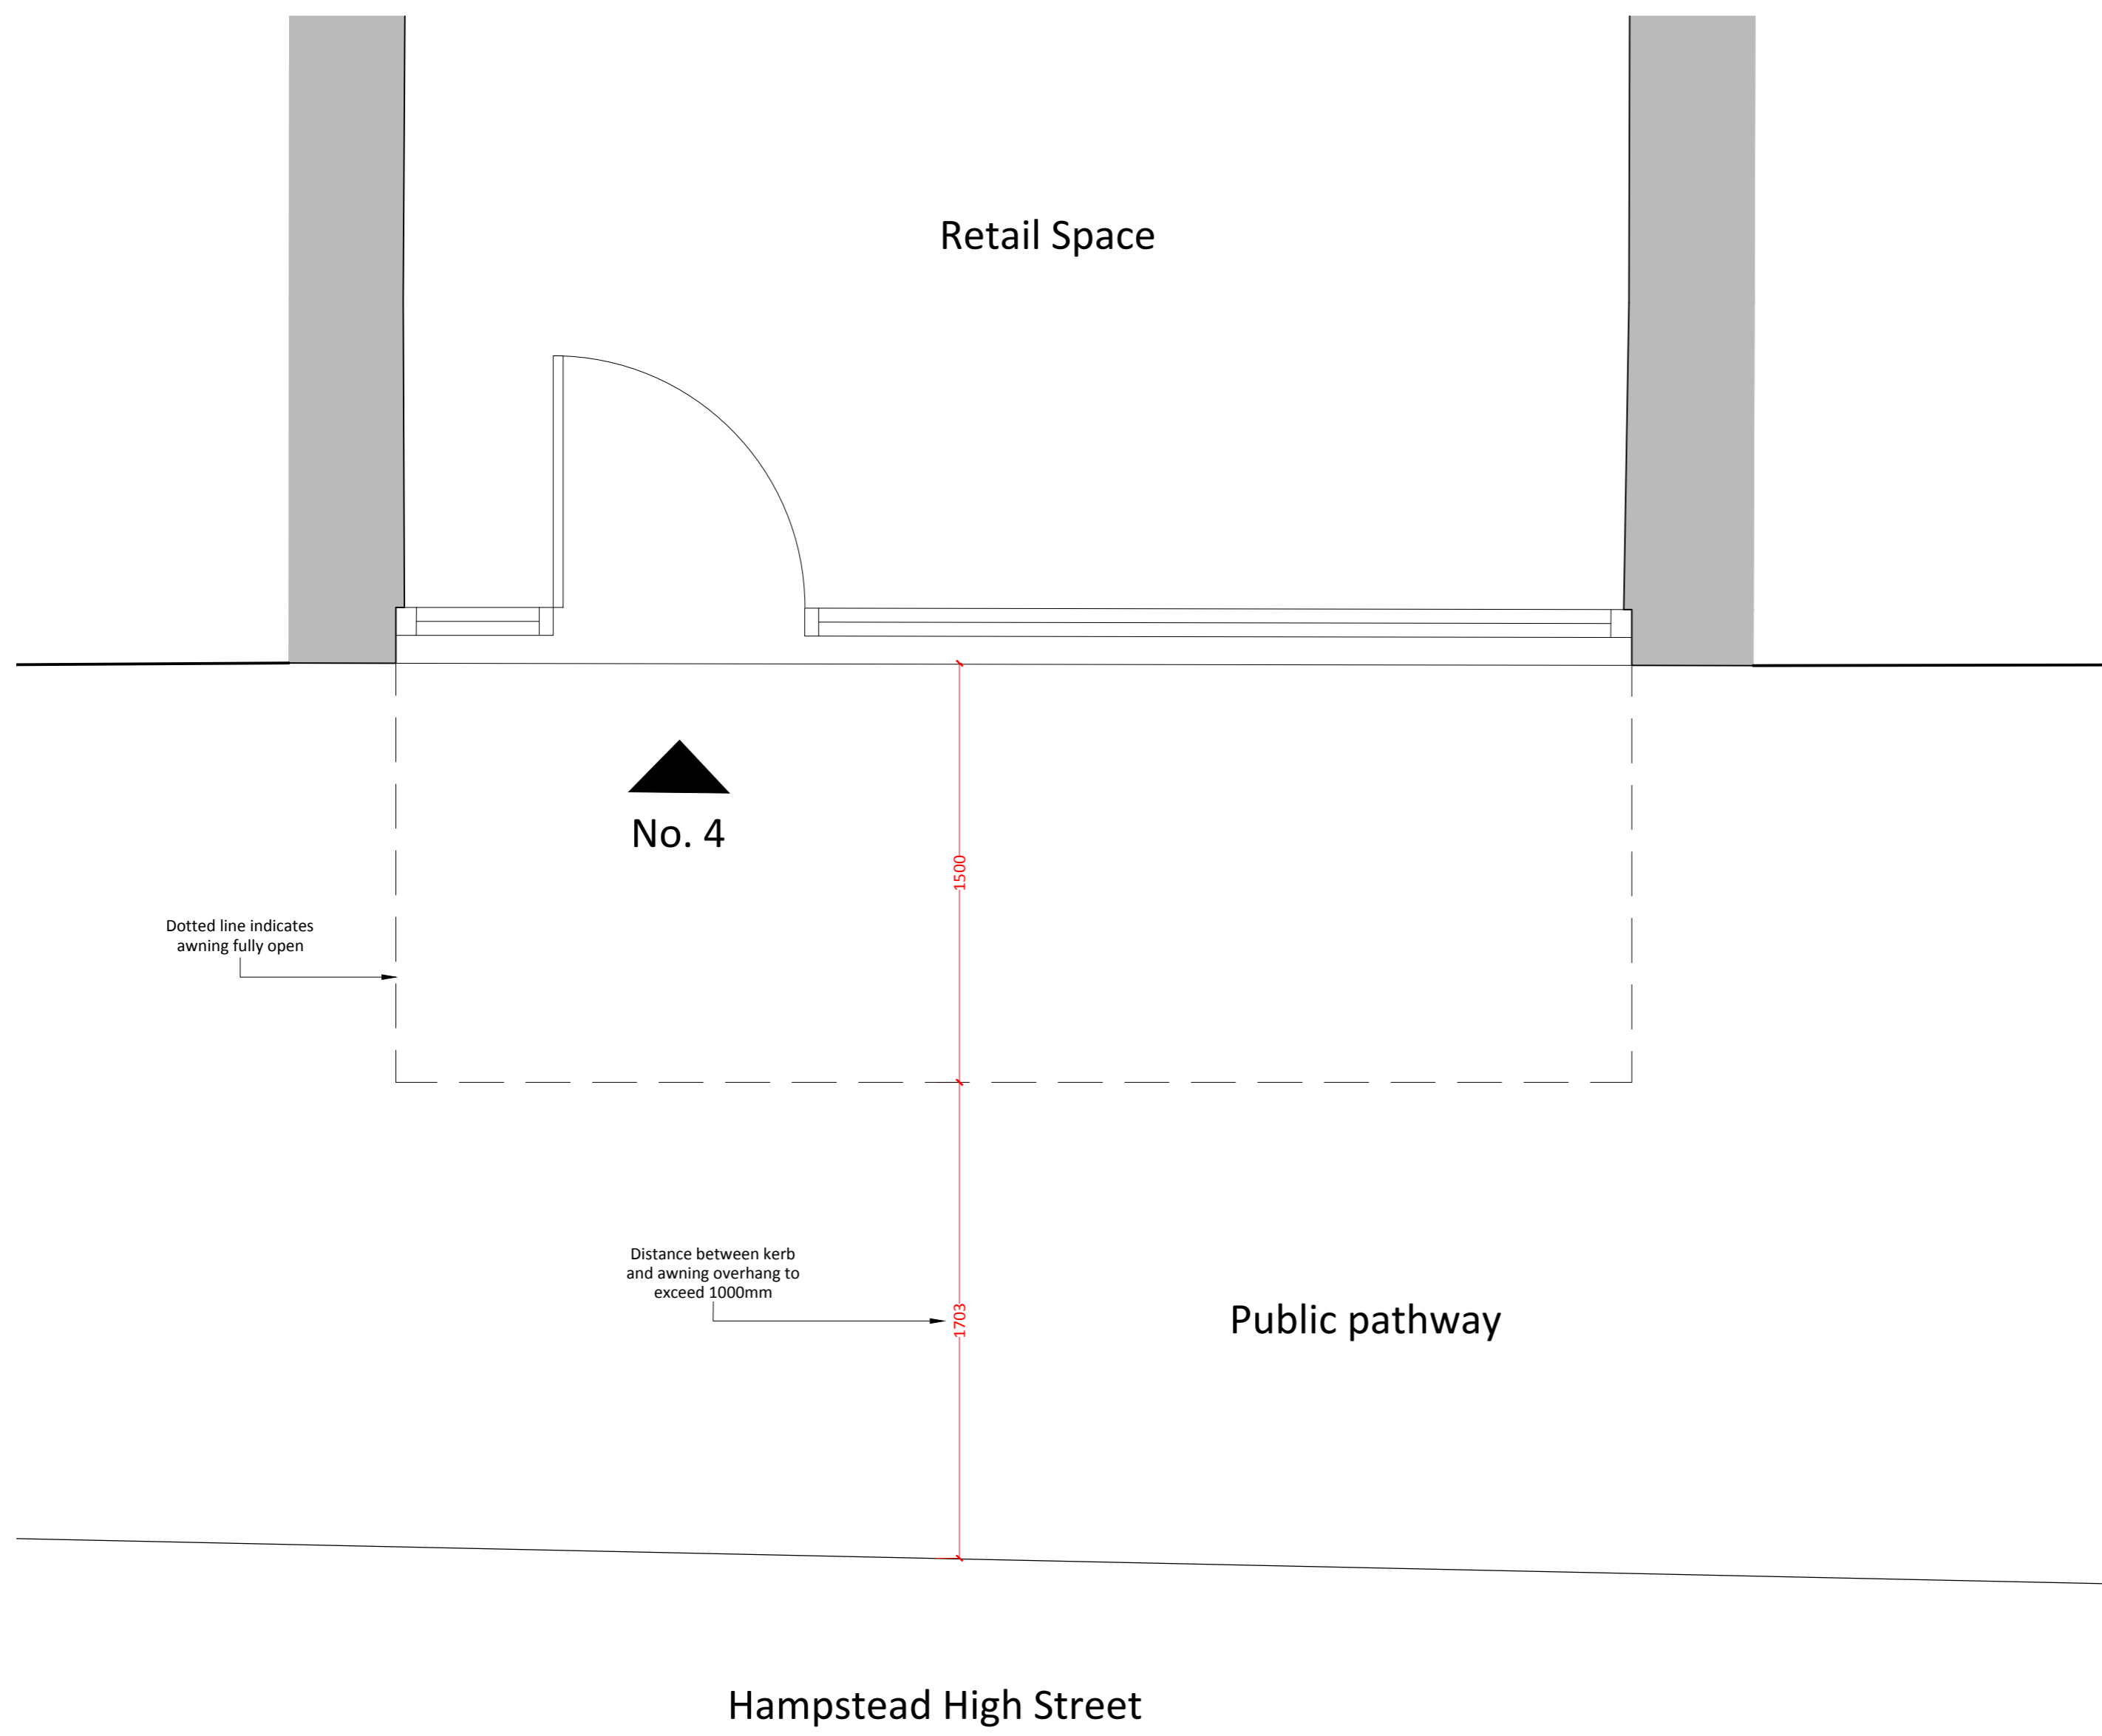 Retail Space
No. 4
1500
Dotted line indicates
awning fully open
Distance between kerb
and awning overhang to
exceed 1000mm
1703
Public pathway
Hampstead High Street